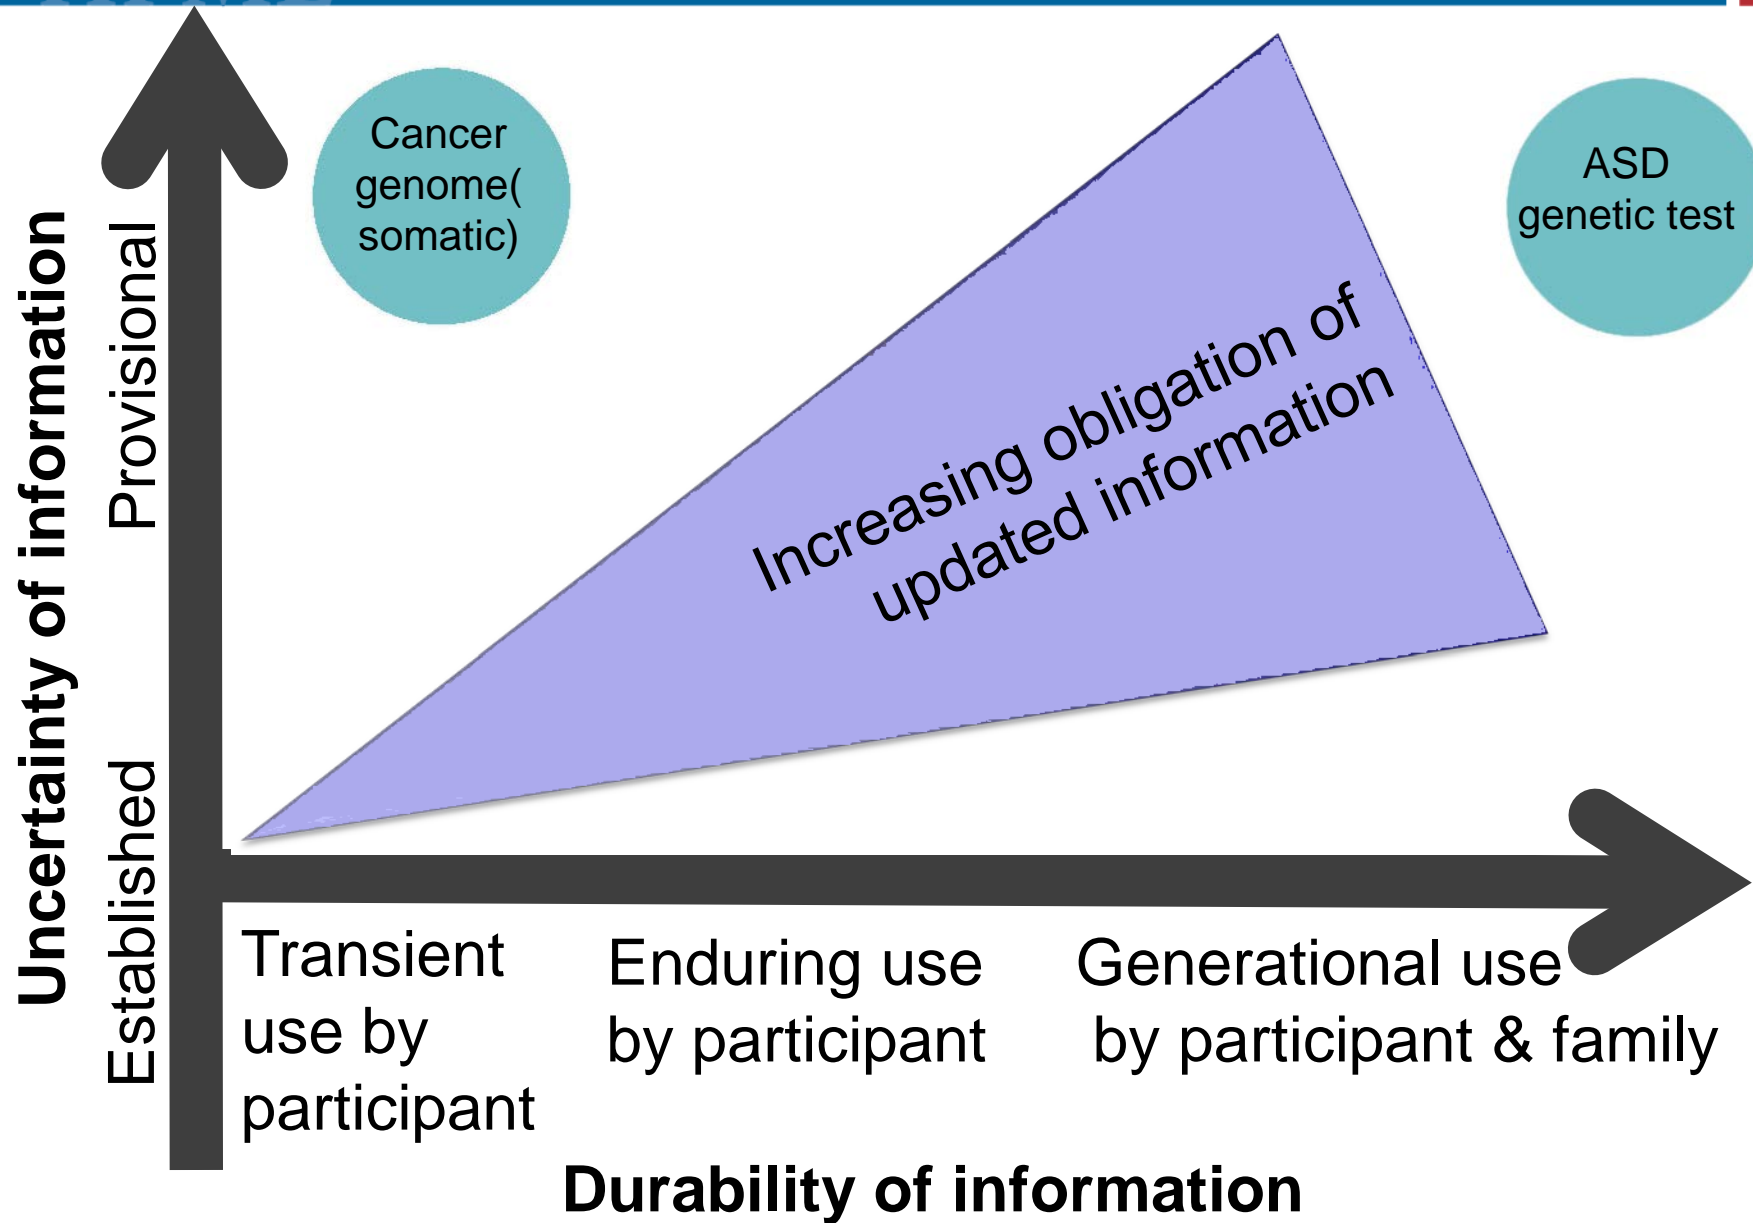 Cancer
genome(
somatic)
ASD
genetic test
Increasing obligation of
updated information
Uncertainty of information
Provisional
Established
Transient
use by
participant
Enduring use
by participant
Generational use
by participant & family
Durability of information